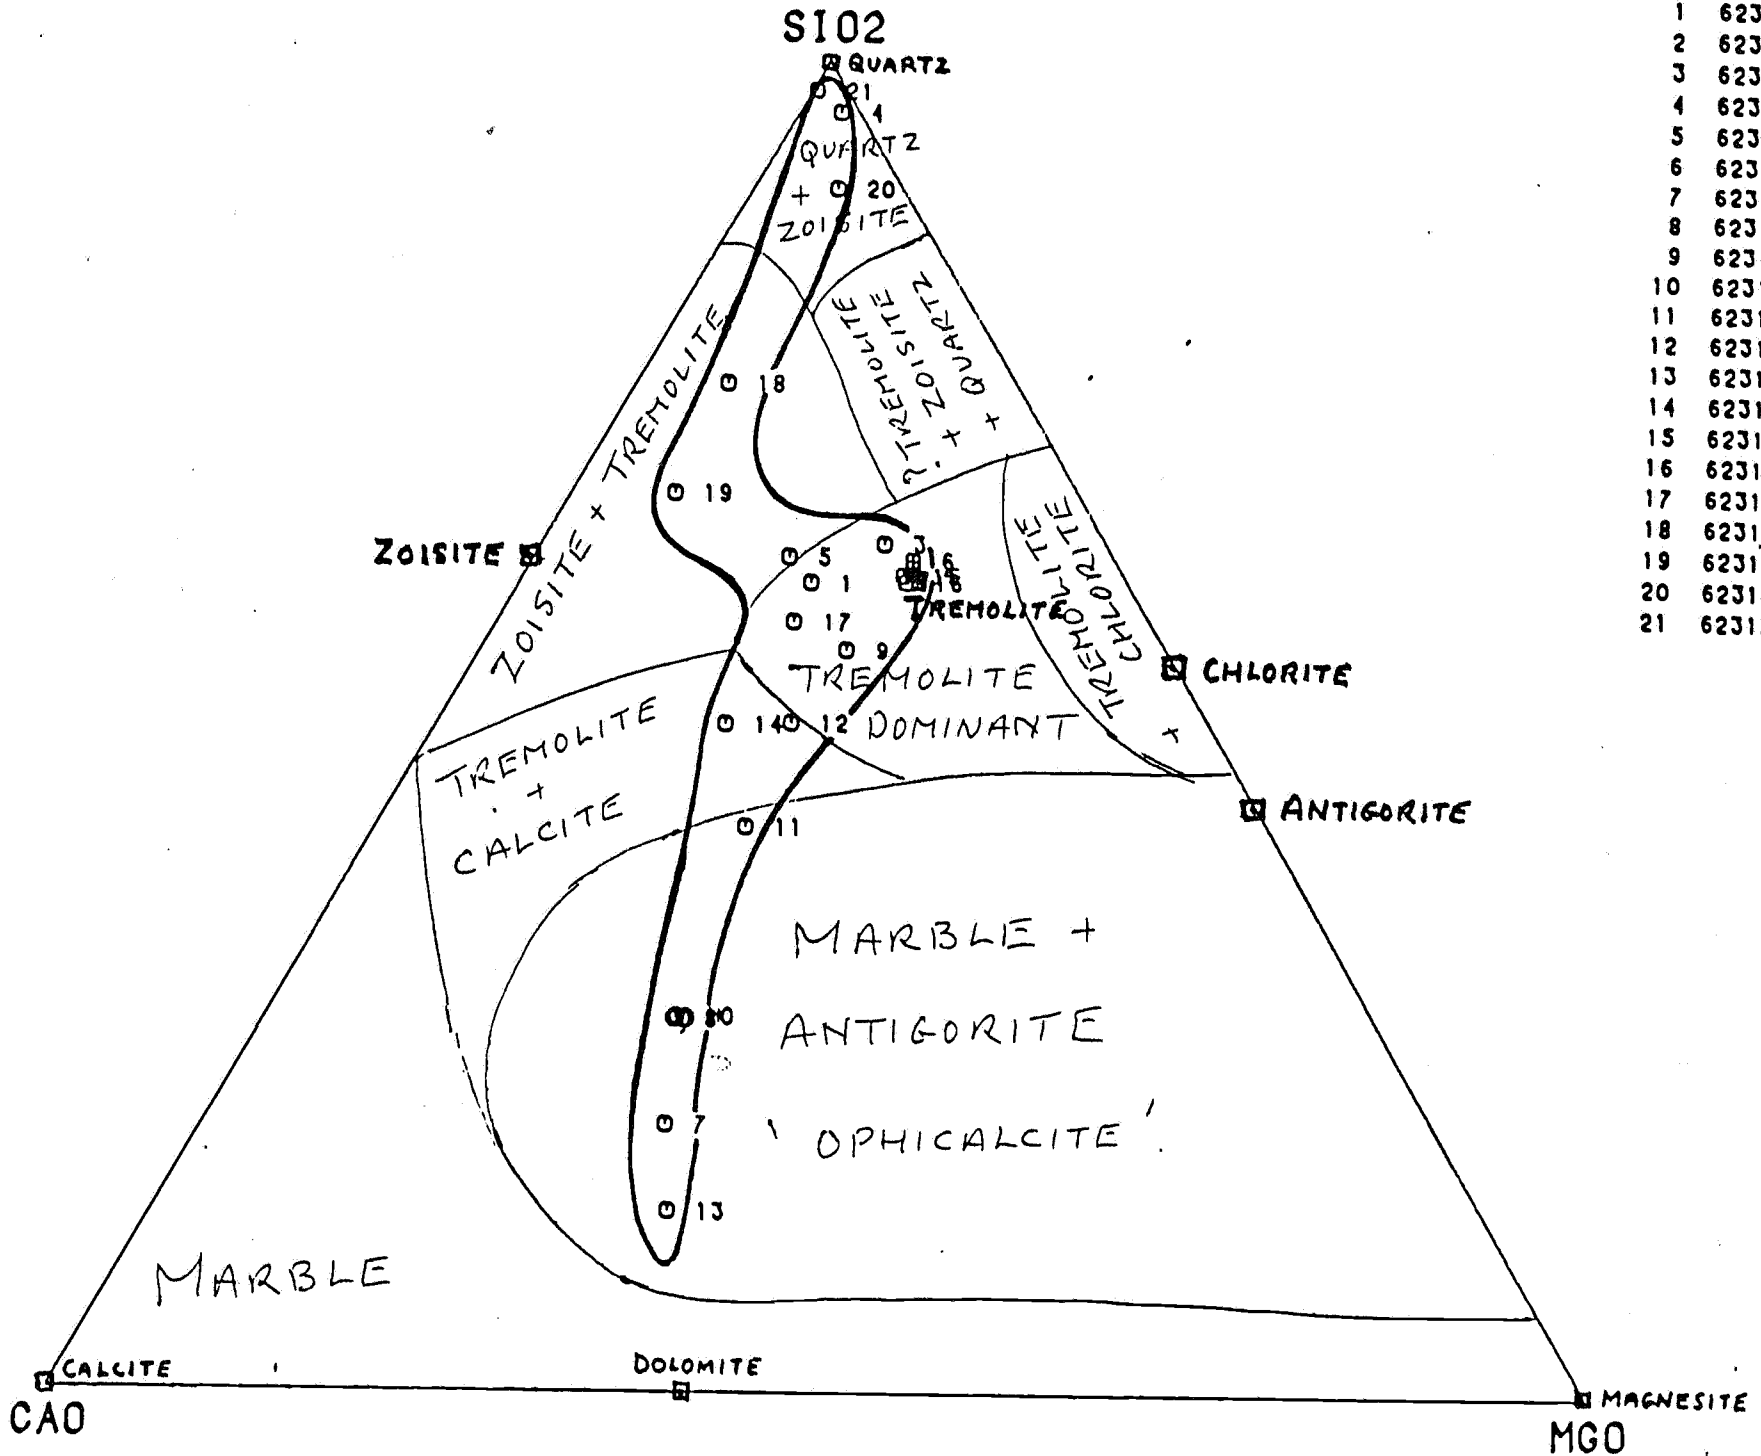 SIO2
QUARTZ
21
4
QUARTZ
+
20
ZOISITE
?TREMOLITE
+ ZOISITE
+ QUARTZ
18
ZOISITE + TREMOLITE
19
ZOISITE
5
3
16
1
TREMOLITE
17
9
TREMOLITE
DOMINANT
TREMOLITE
CHLORITE
+
CHLORITE
TREMOLITE
+
CALCITE
14
12
ANTIGORITE
11
MARBLE +
ANTIGORITE
'OPHICALCITE'
10
7
13
MARBLE
CALCITE
DOLOMITE
MAGNESITE
CAO
MGO
1 623
2 623
3 623
4 623
5 623
6 623
7 623
8 623
9 623
10 623
11 6231
12 6231
13 6231
14 6231
15 6231
16 6231
17 6231
18 6231
19 6231
20 6231
21 6231